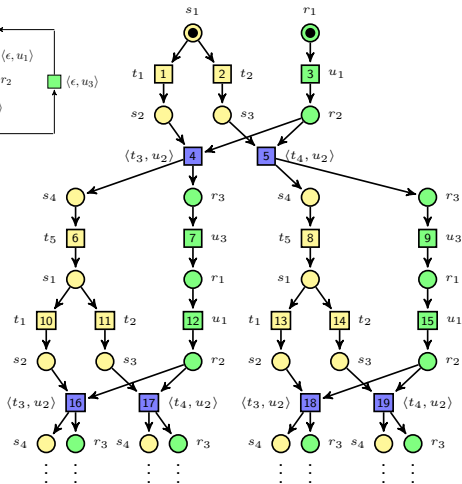 s₁ r₁
⟨ϵ, u₁⟩
r₂ ⟨ϵ, u₃⟩ t₁ 1 2 t₂ 3 u₁
⟩
s₂ s₃ r₂
⟨t₃, u₂⟩ 4 5 ⟨t₄, u₂⟩
s₄ r₃ s₄ r₃
t₅ 6 7 u₃ t₅ 8 9 u₃
s₁ r₁ s₁ r₁
t₁ 10 11 t₂ 12 u₁ t₁ 13 14 t₂ 15 u₁
s₂ s₃ r₂ s₂ s₃ r₂
⟨t₃, u₂⟩ 16 17 ⟨t₄, u₂⟩ ⟨t₃, u₂⟩ 18 19 ⟨t₄, u₂⟩
s₄ r₃ s₄ r₃ s₄ r₃ s₄ r₃